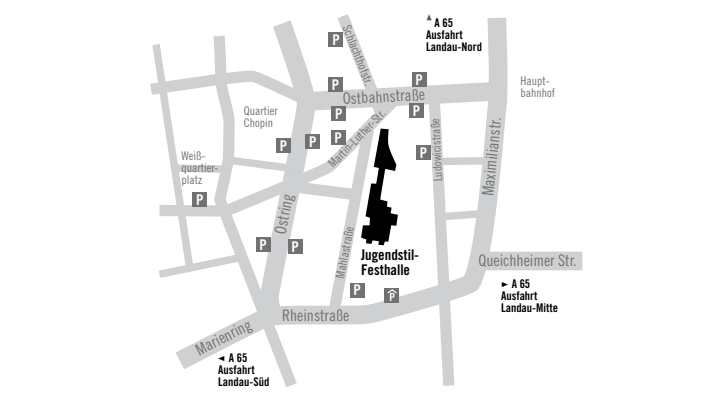 ▲ A 65
Ausfahrt
Landau-Nord
Schlachthofstr.
P
P
P
Haupt-
bahnhof
Ostbahnstraße
P
P
Quartier
Chopin
Martin-Luther-Str.
P
P
P
P
Ludowicistraße
Maximilianstr.
Weiß-
quartier-
platz
P
Ostring
P
P
Mahlastraße
Jugendstil-
Festhalle
Queichheimer Str.
P
P
► A 65
Ausfahrt
Landau-Mitte
Rheinstraße
Marienring
◄ A 65
Ausfahrt
Landau-Süd